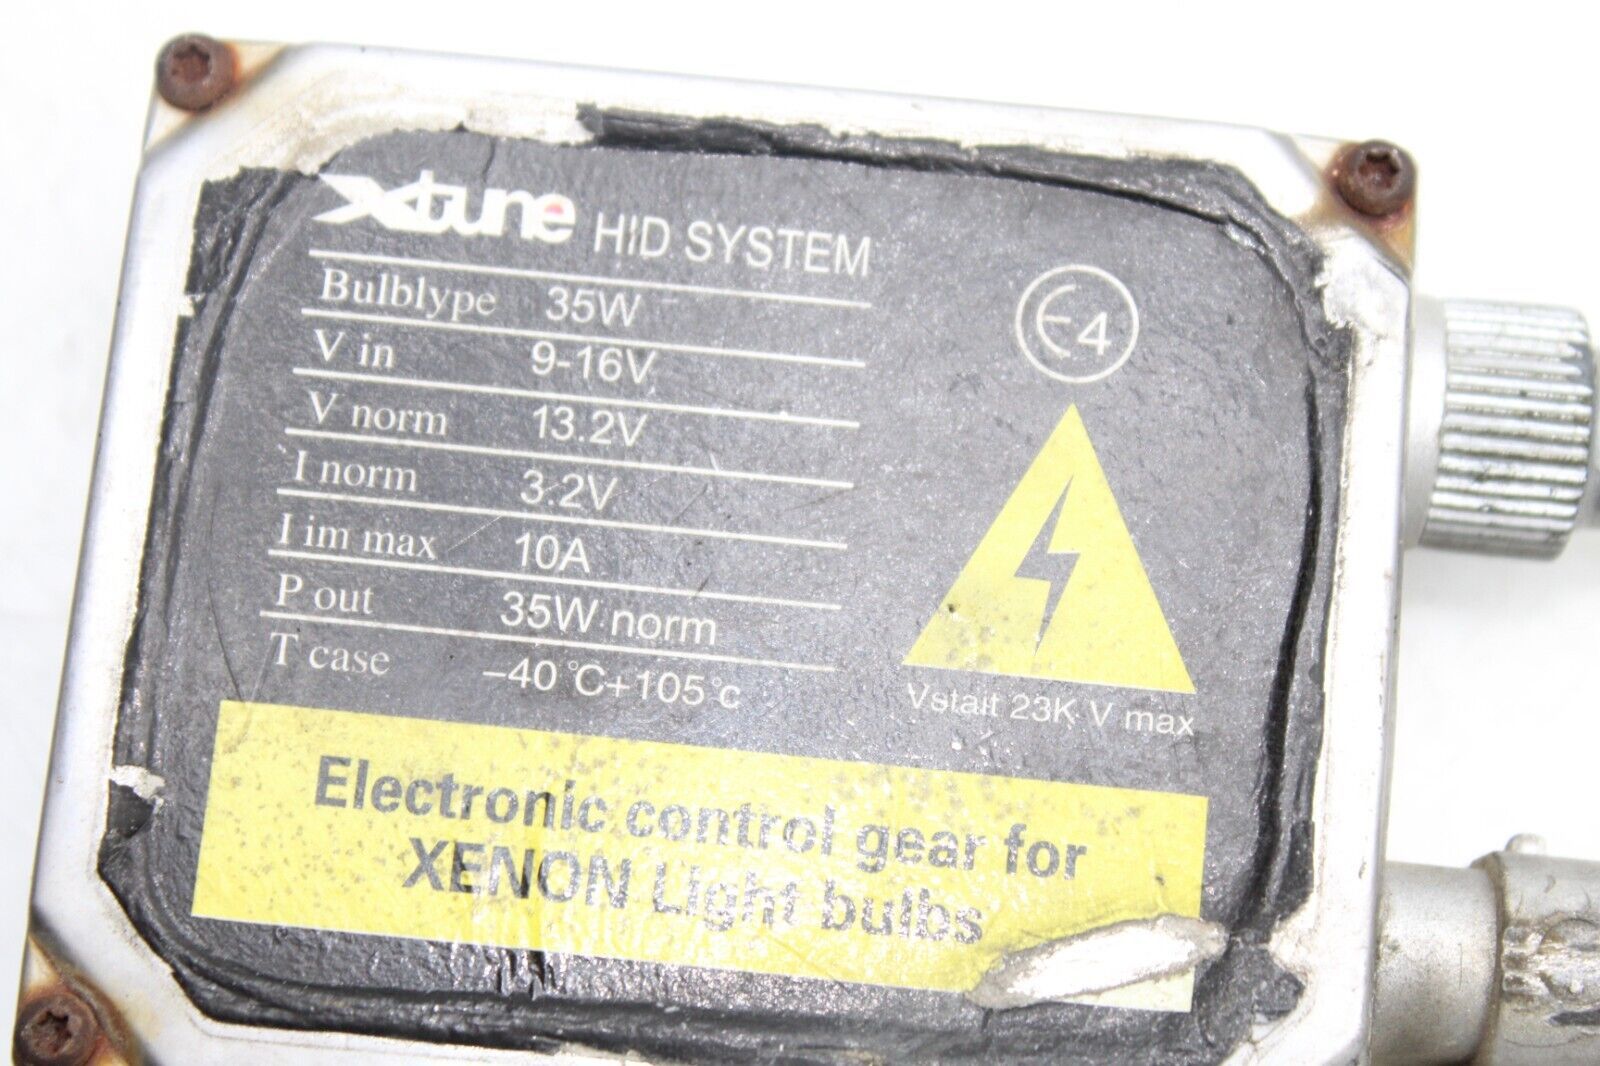 Xtune HID SYSTEM
Bulblype 35W
V in 9-16V
V norm 13.2V
I norm 3.2V
I im max 10A
P out 35W norm
T case -40℃+105°c
E4
Vstait 23K V max
Electronic control gear for
XENON Light bulbs